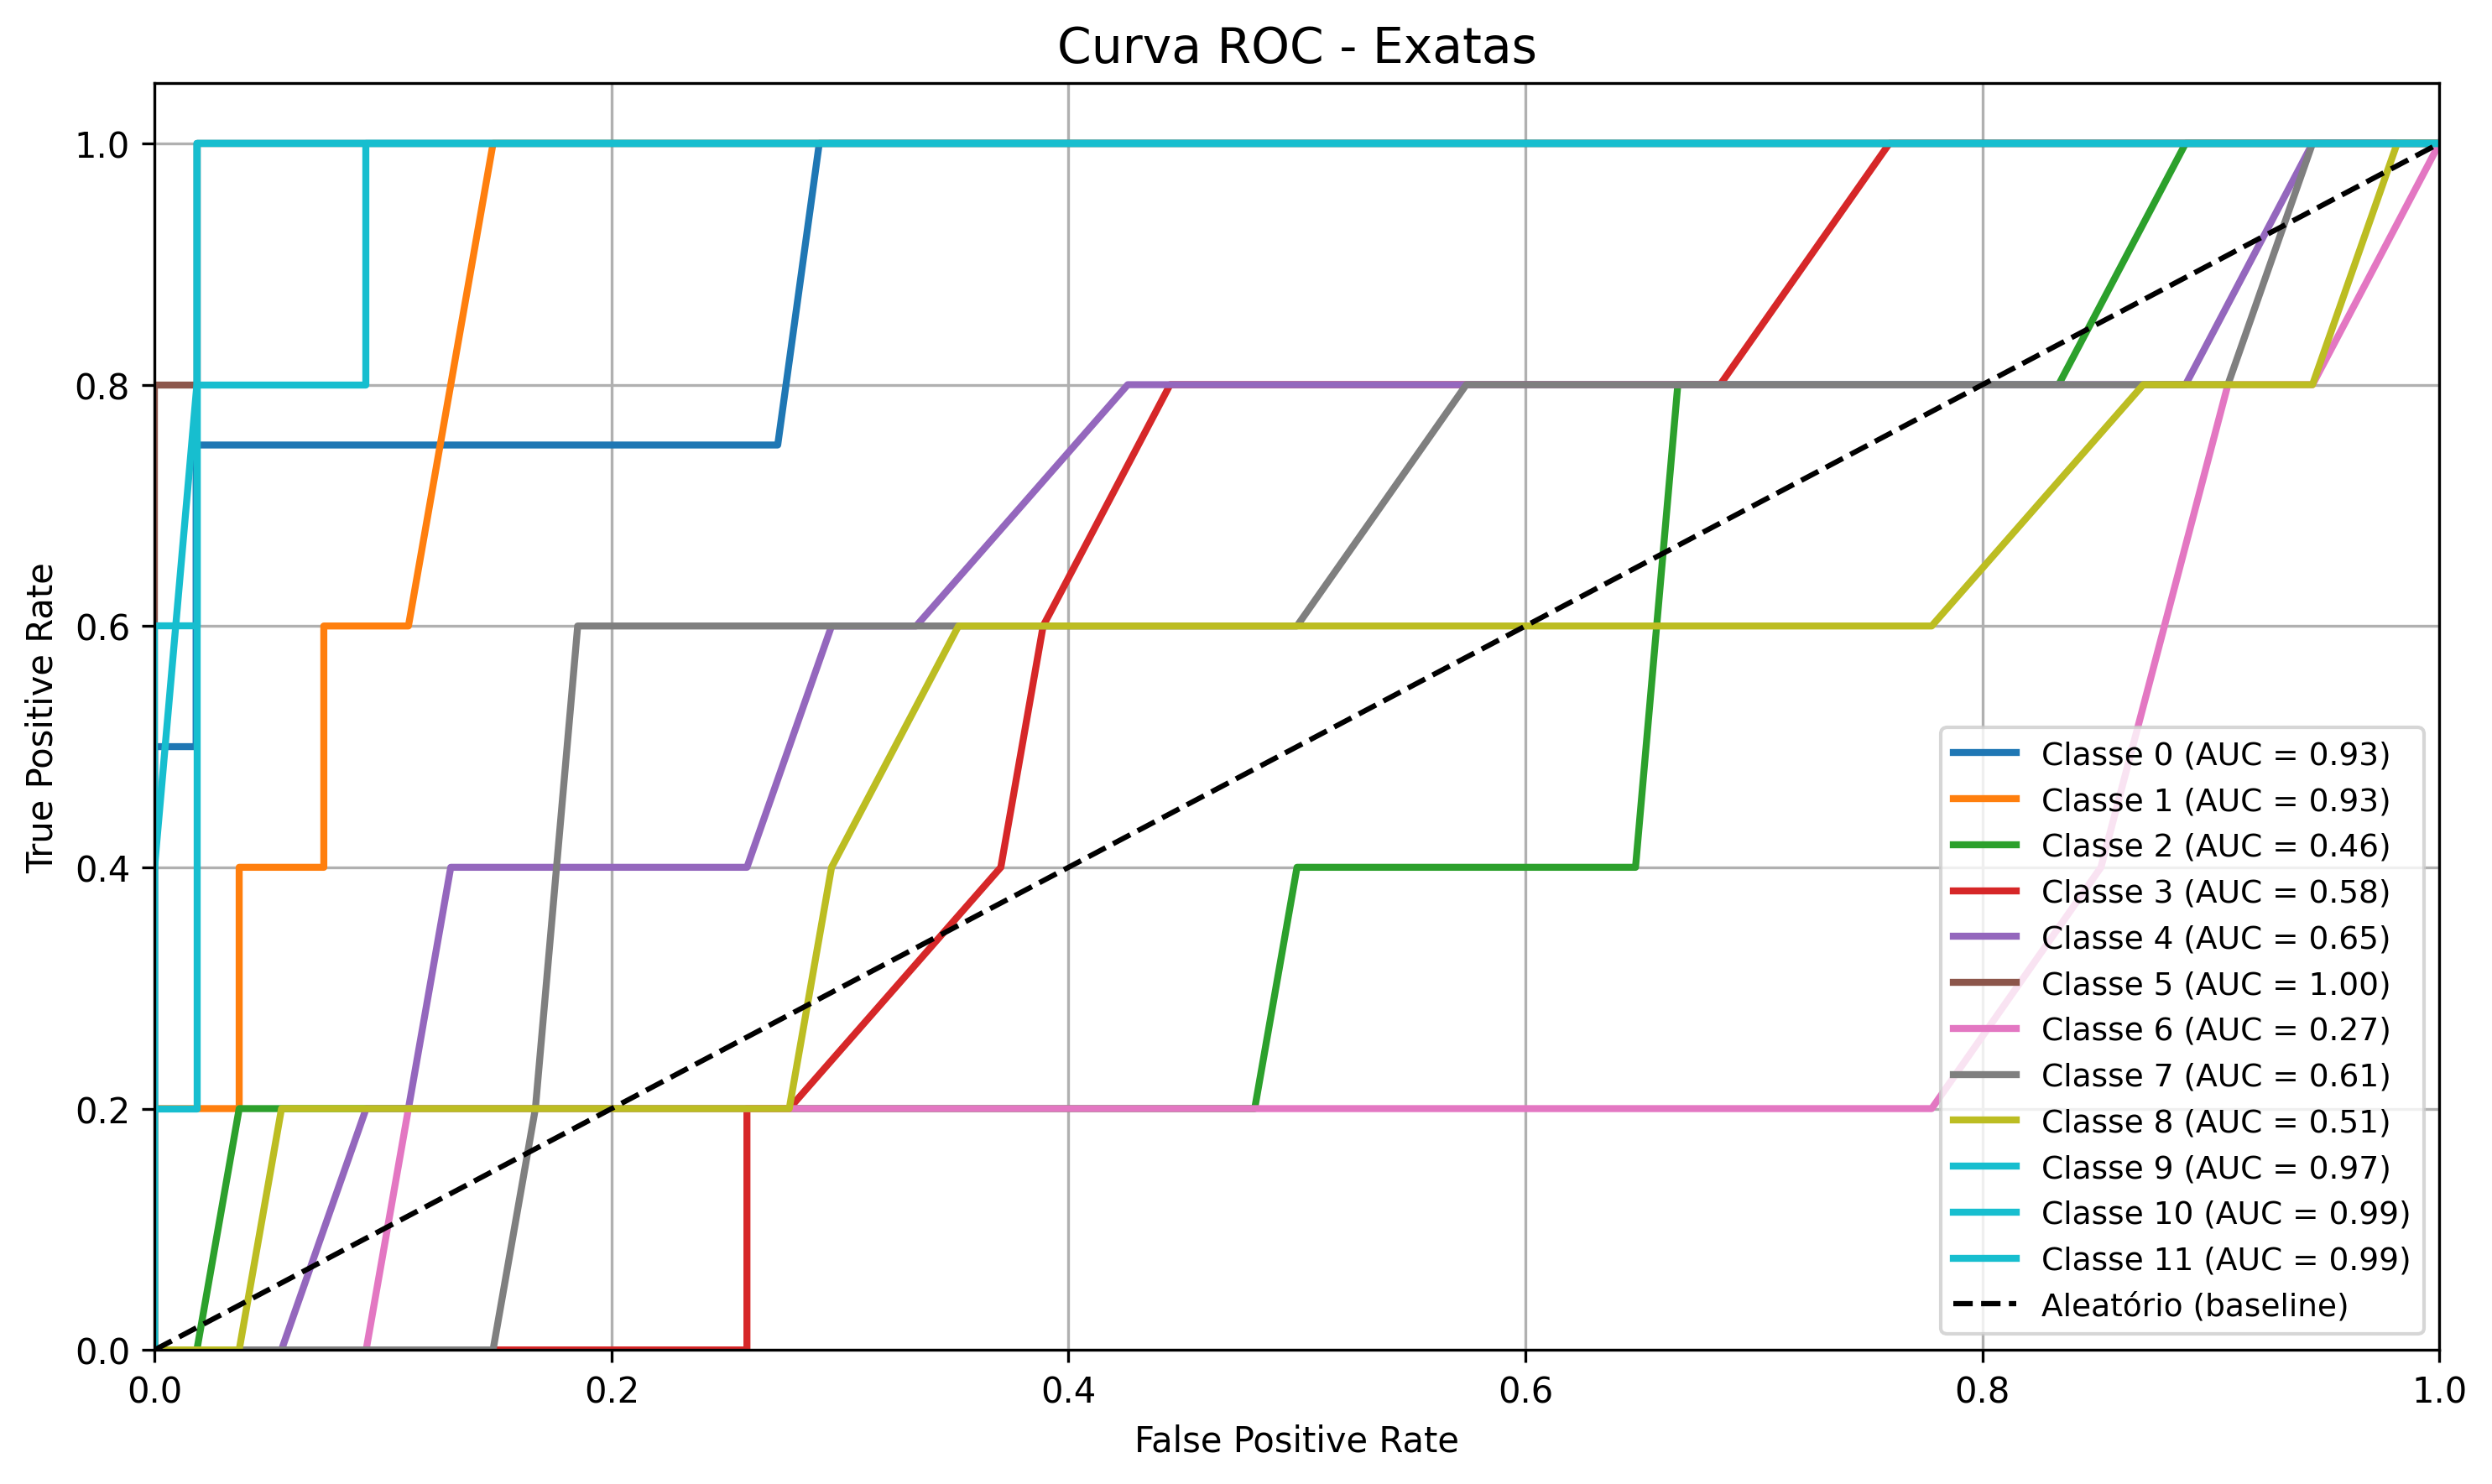 Curva ROC - Exatas
True Positive Rate
1.0
0.8
0.6
0.4
0.2
0.0
0.0 0.2 0.4 0.6 0.8 1.0
False Positive Rate
Classe 0 (AUC = 0.93)
Classe 1 (AUC = 0.93)
Classe 2 (AUC = 0.46)
Classe 3 (AUC = 0.58)
Classe 4 (AUC = 0.65)
Classe 5 (AUC = 1.00)
Classe 6 (AUC = 0.27)
Classe 7 (AUC = 0.61)
Classe 8 (AUC = 0.51)
Classe 9 (AUC = 0.97)
Classe 10 (AUC = 0.99)
Classe 11 (AUC = 0.99)
Aleatório (baseline)